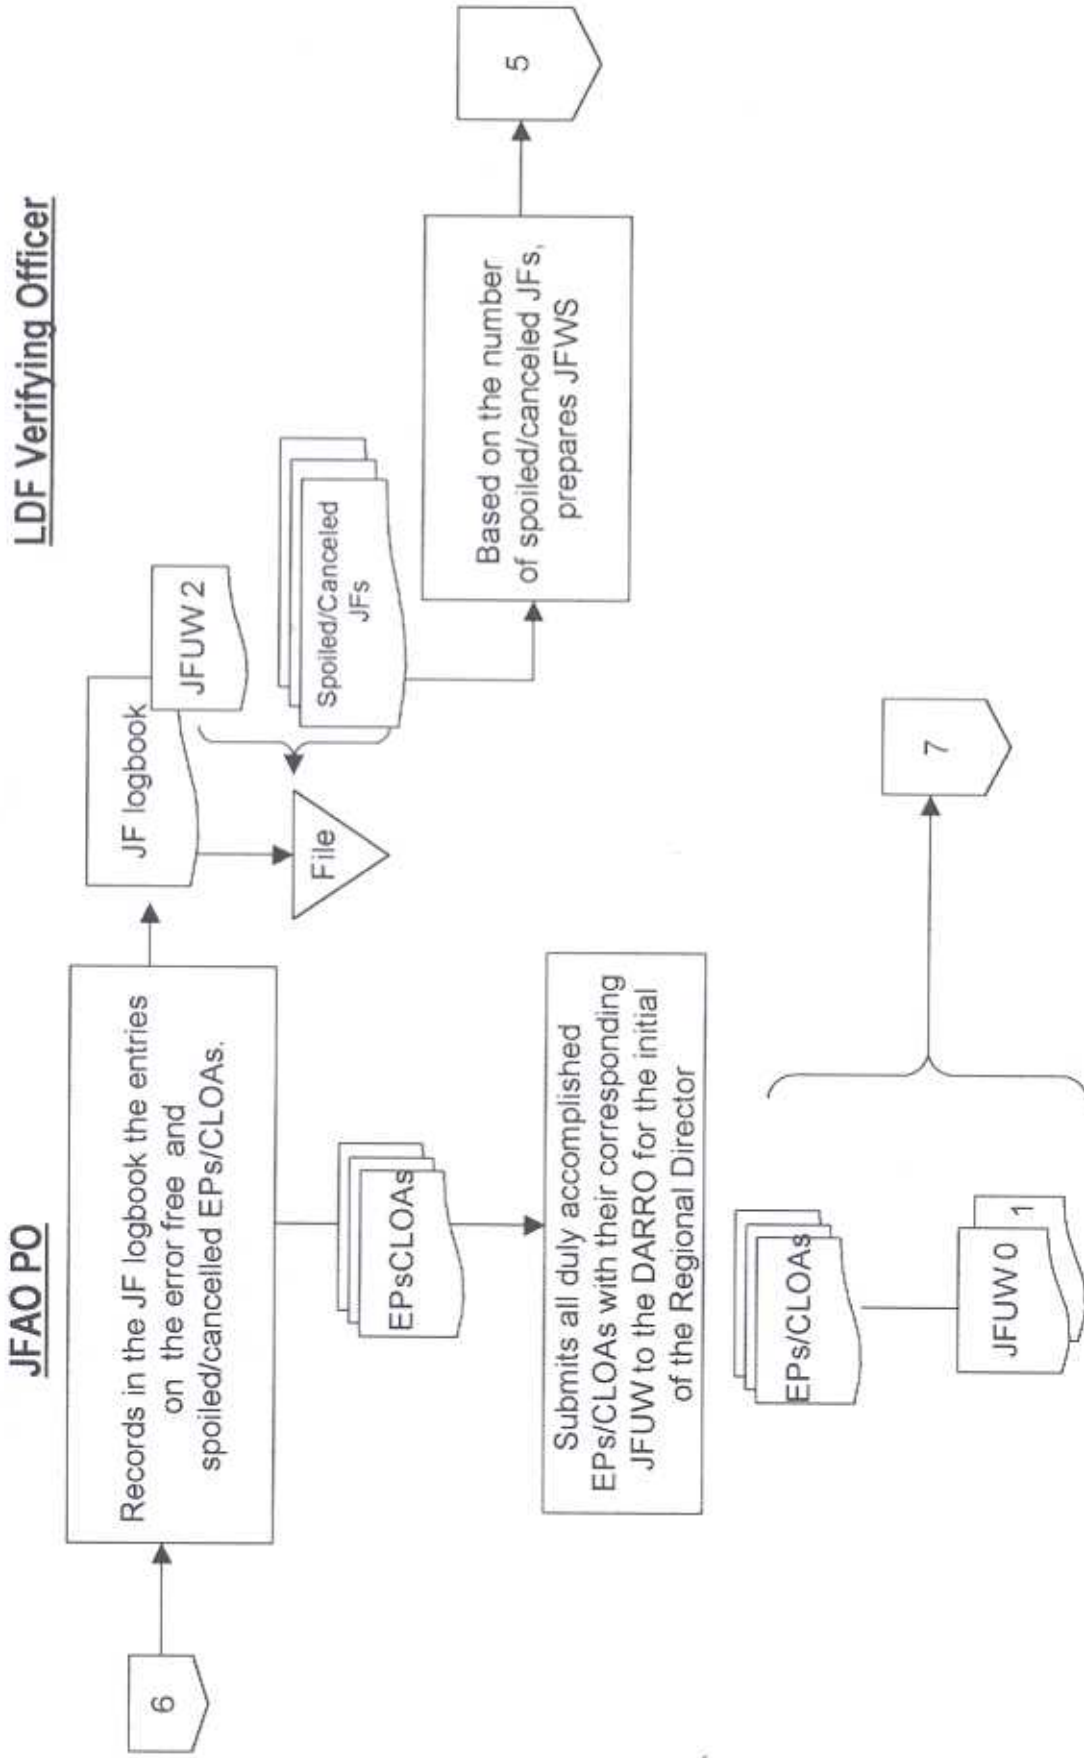 JFAO PO
LDF Verifying Officer
6
Records in the JF logbook the entries
on the error free and
spoiled/cancelled EPs/CLOAs.
JF logbook
JFUW 2
File
Spoiled/Canceled
JFs
Based on the number
of spoiled/canceled JFs,
prepares JFWS
5
EPsCLOAs
Submits all duly accomplished
EPs/CLOAs with their corresponding
JFUW to the DARRO for the initial
of the Regional Director
EPs/CLOAs
JFUW 0
1
7